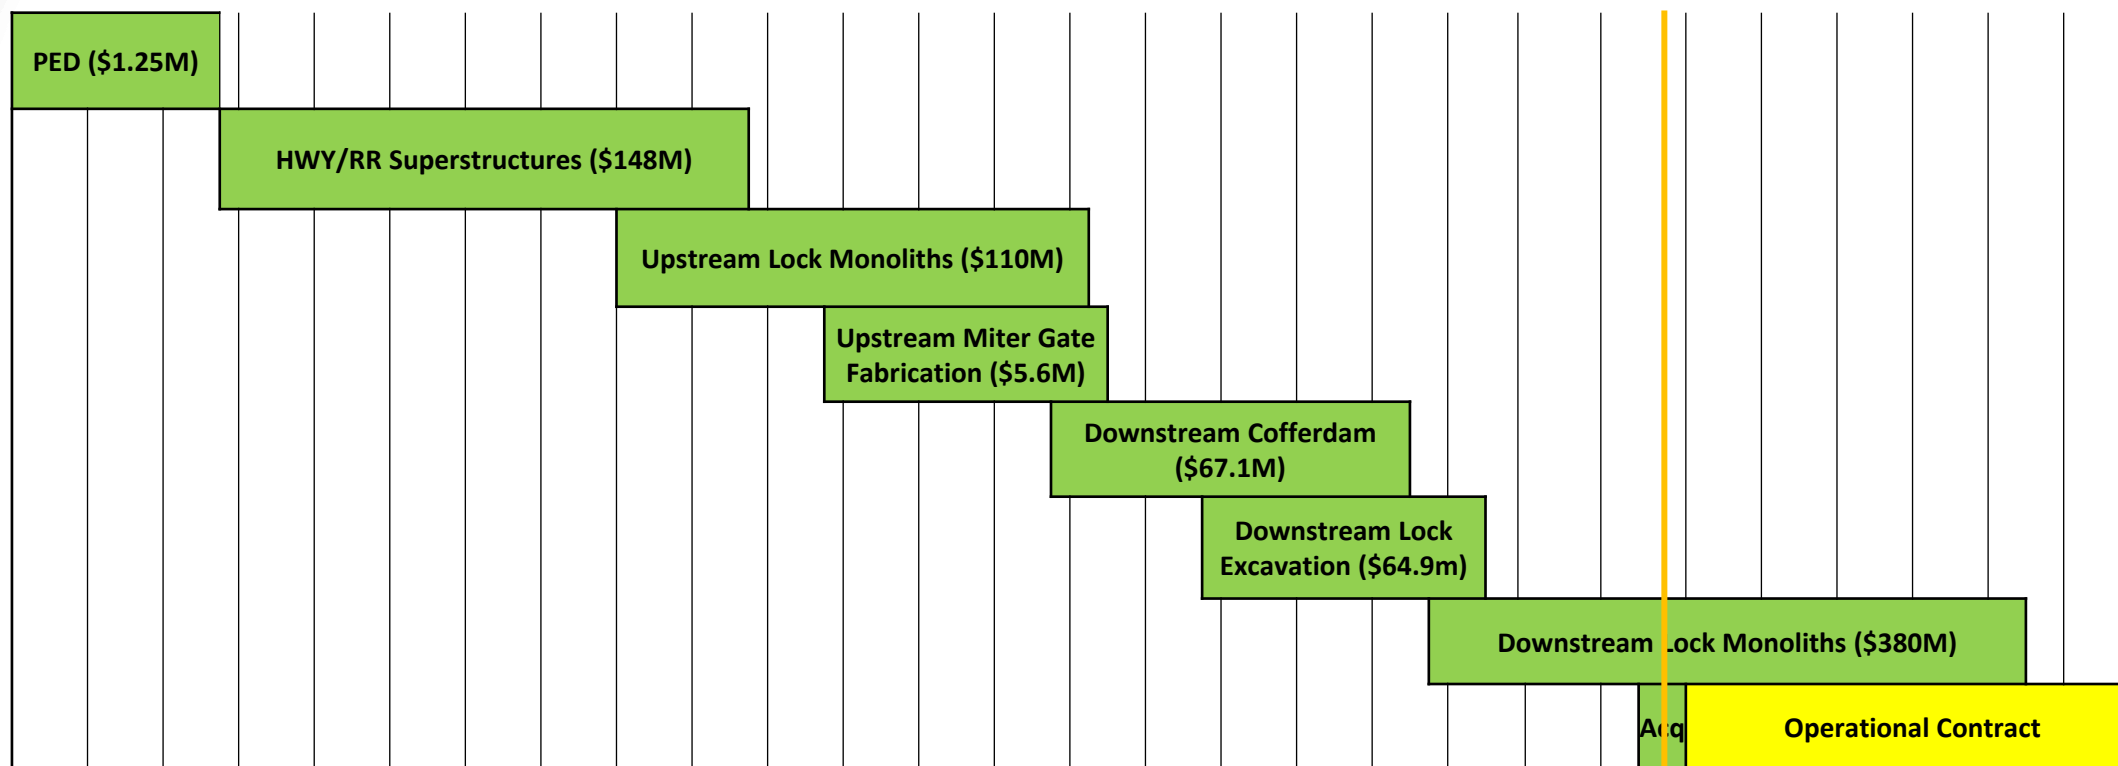 PED ($1.25M)
HWY/RR Superstructures ($148M)
Upstream Lock Monoliths ($110M)
Upstream Miter Gate
Fabrication ($5.6M)
Downstream Cofferdam
($67.1M)
Downstream Lock
Excavation ($64.9m)
Downstream Lock Monoliths ($380M)
Acq
Operational Contract